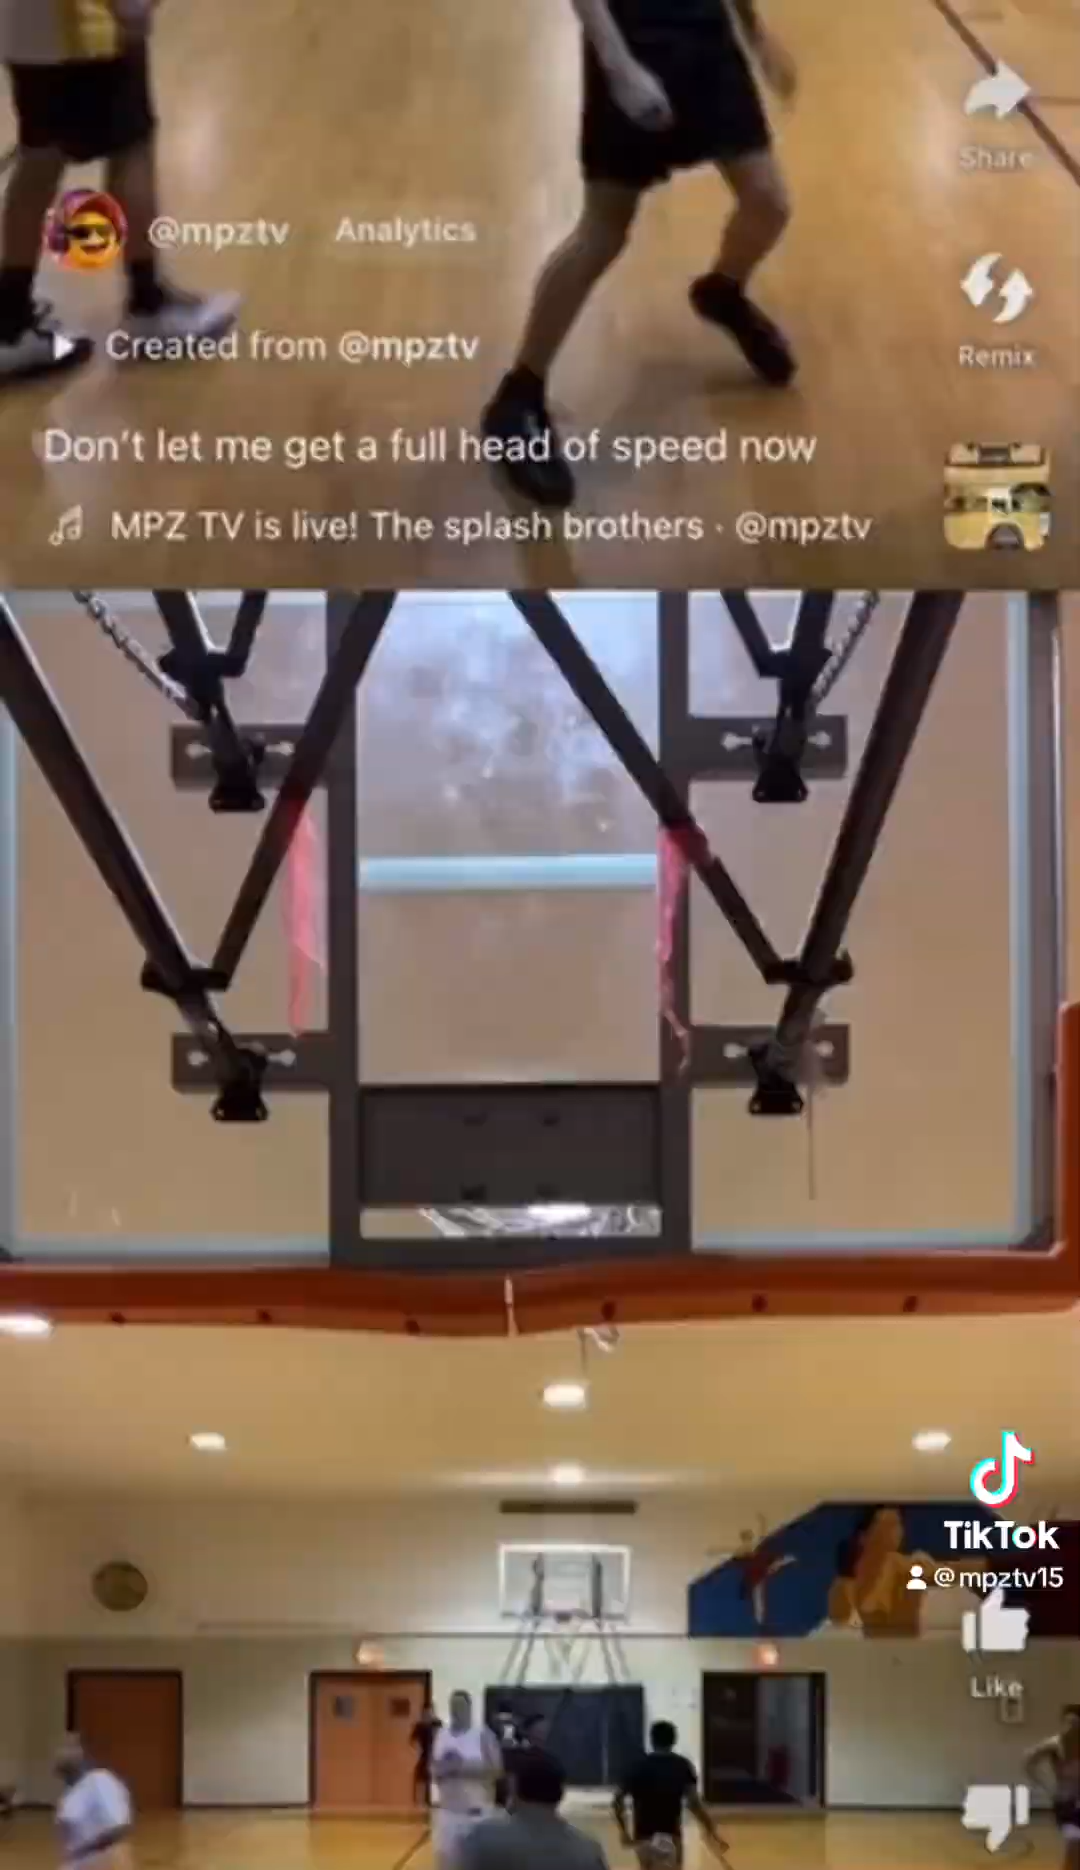 Share
@mpztv Analytics
Created from @mpztv
Remix
Don't let me get a full head of speed now
MPZ TV is live! The splash brothers · @mpztv
TikTok
@mpztv15
Like